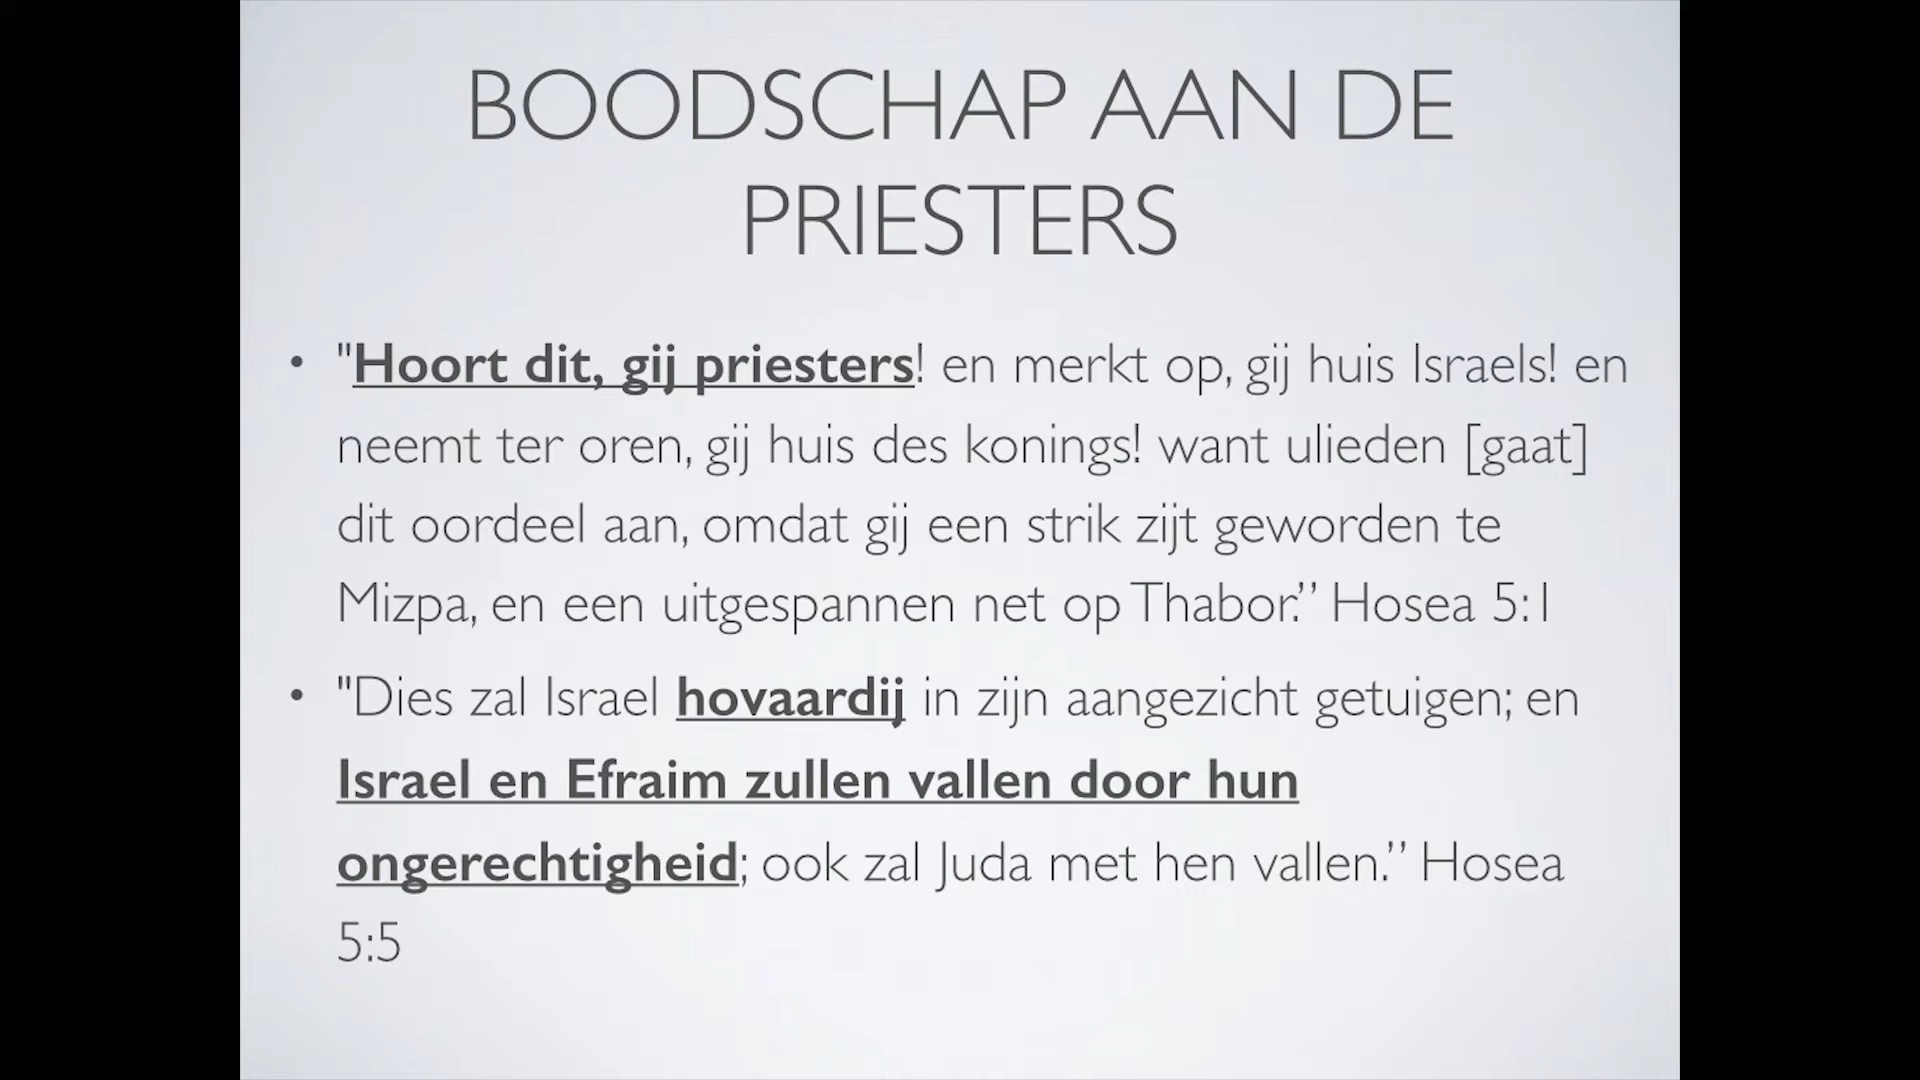 BOODSCHAP AAN DE
PRIESTERS
• "Hoort dit, gij priesters! en merkt op, gij huis Israels! en
neemt ter oren, gij huis des konings! want ulieden [gaat]
dit oordeel aan, omdat gij een strik zijt geworden te
Mizpa, en een uitgespannen net op Thabor.” Hosea 5:1
• "Dies zal Israel hovaardij in zijn aangezicht getuigen; en
Israel en Efraim zullen vallen door hun
ongerechtigheid; ook zal Juda met hen vallen.” Hosea
5:5